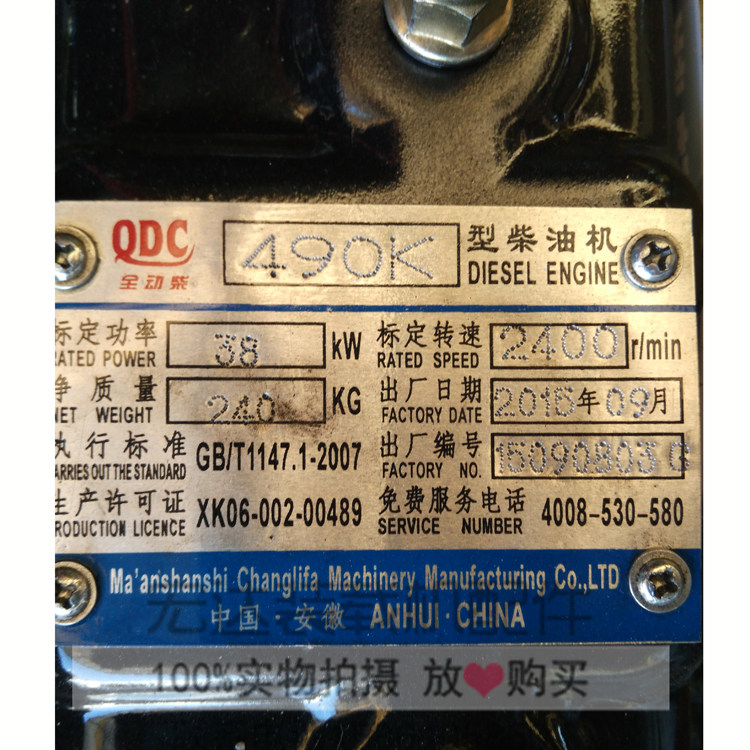 QDC 490K 型柴油机
全动柴 DIESEL ENGINE
标定功率 38 kW 标定转速 2400 r/min
RATED POWER RATED SPEED
净质量 240 KG 出厂日期 2015年09月
NET WEIGHT FACTORY DATE
执行标准 GB/T1147.1-2007 出厂编号 15090803G
CARRIES OUT THE STANDARD FACTORY NO.
生产许可证 XK06-002-00489 免费服务电话 4008-530-580
PRODUCTION LICENCE SERVICE NUMBER
Ma'anshanshi Changlifa Machinery Manufacturing Co.,LTD
中国·安徽 ANHUI·CHINA
100%实物拍摄 放❤购买